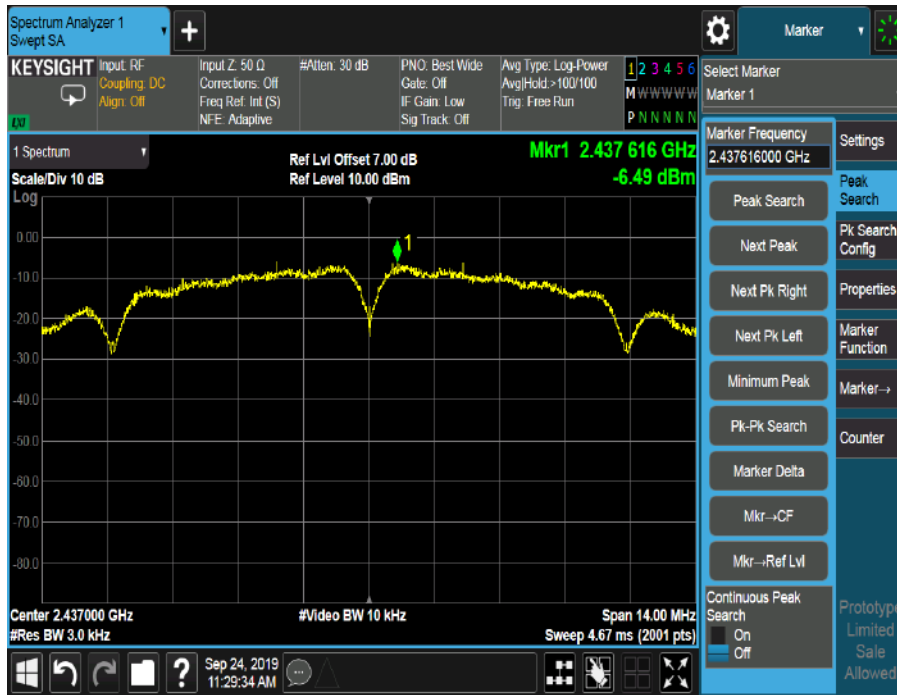 Spectrum Analyzer 1
Swept SA
+
Marker
KEYSIGHT
Input: RF
Coupling: DC
Align: Off
Input Z: 50 Ω
Corrections: Off
Freq Ref: Int (S)
NFE: Adaptive
#Atten: 30 dB
PNO: Best Wide
Gate: Off
IF Gain: Low
Sig Track: Off
Avg Type: Log-Power
Avg|Hold:>100/100
Trig: Free Run
1 2 3 4 5 6
M W W W W W
P N N N N N
LXI
Select Marker
Marker 1
1 Spectrum
Scale/Div 10 dB
Log
Ref Lvl Offset 7.00 dB
Ref Level 10.00 dBm
Mkr1 2.437 616 GHz
-6.49 dBm
0.00
-10.0
-20.0
-30.0
-40.0
-50.0
-60.0
-70.0
-80.0
1
Center 2.437000 GHz
#Res BW 3.0 kHz
#Video BW 10 kHz
Span 14.00 MHz
Sweep 4.67 ms (2001 pts)
Marker Frequency
2.437616000 GHz
Peak Search
Next Peak
Next Pk Right
Next Pk Left
Minimum Peak
Pk-Pk Search
Marker Delta
Mkr→CF
Mkr→Ref Lvl
Continuous Peak
Search
On
Off
Settings
Peak
Search
Pk Search
Config
Properties
Marker
Function
Marker→
Counter
Prototype
Limited
Sale
Allowed
?
Sep 24, 2019
11:29:34 AM